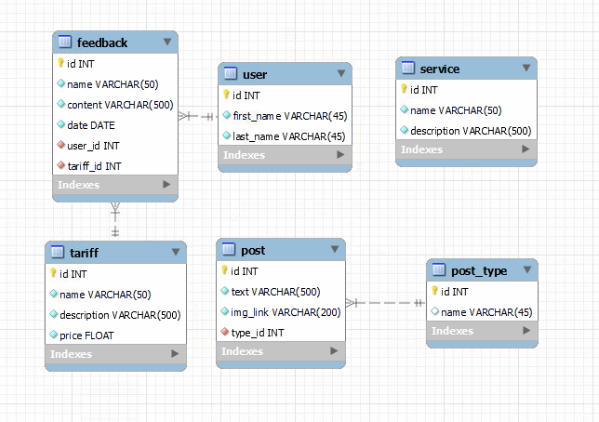 feedback
id INT
name VARCHAR(50)
content VARCHAR(500)
date DATE
user_id INT
tariff_id INT
Indexes
user
id INT
first_name VARCHAR(45)
last_name VARCHAR(45)
Indexes
service
id INT
name VARCHAR(50)
description VARCHAR(500)
Indexes
tariff
id INT
name VARCHAR(50)
description VARCHAR(500)
price FLOAT
Indexes
post
id INT
text VARCHAR(500)
img_link VARCHAR(200)
type_id INT
Indexes
post_type
id INT
name VARCHAR(45)
Indexes